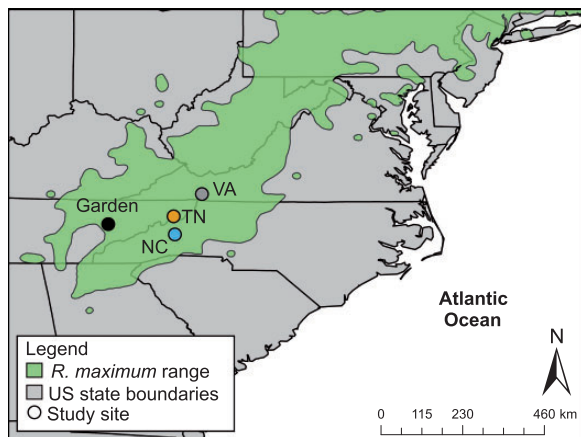 Garden
VA
TN
NC
Atlantic
Ocean
N
Legend
R. maximum range
US state boundaries
Study site
0 115 230 460 km